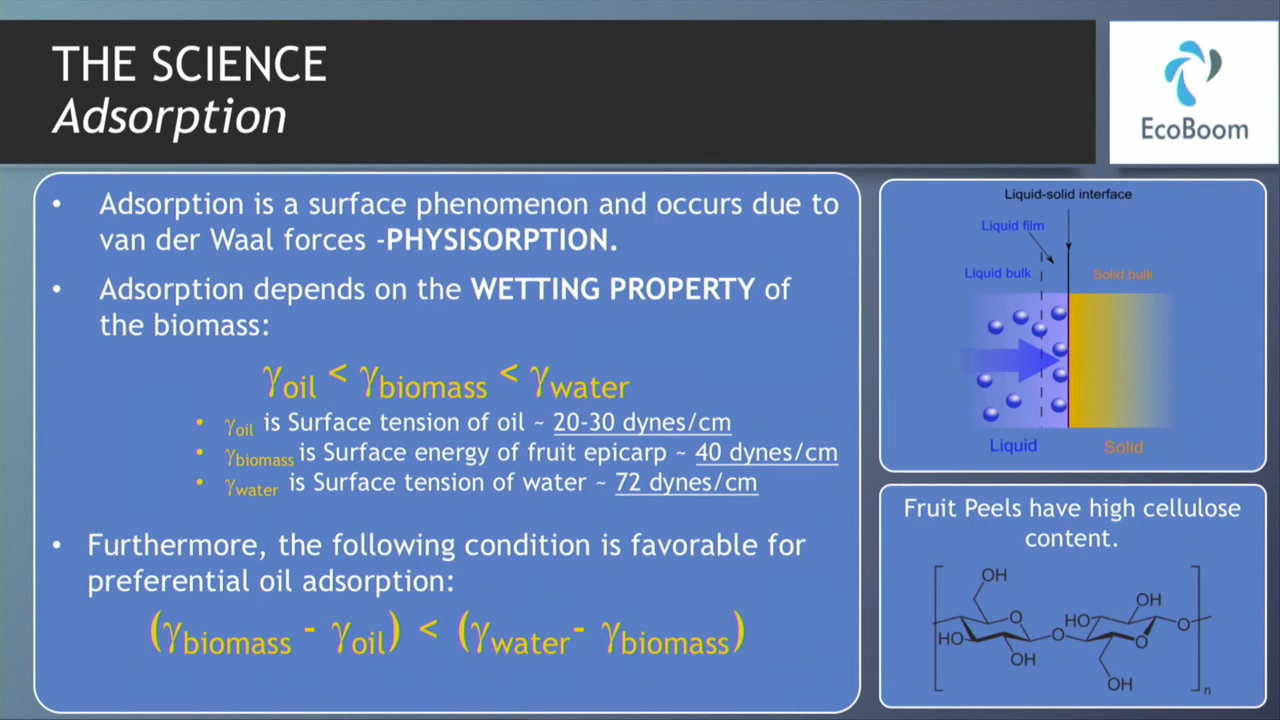 THE SCIENCE
Adsorption
EcoBoom
• Adsorption is a surface phenomenon and occurs due to
van der Waal forces -PHYSISORPTION.
• Adsorption depends on the WETTING PROPERTY of
the biomass:
γoil < γbiomass < γwater
• γoil is Surface tension of oil ~ 20-30 dynes/cm
• γbiomass is Surface energy of fruit epicarp ~ 40 dynes/cm
• γwater is Surface tension of water ~ 72 dynes/cm
• Furthermore, the following condition is favorable for
preferential oil adsorption:
(γbiomass - γoil) < (γwater- γbiomass)
Liquid-solid interface
Liquid film
Liquid bulk
Solid bulk
Liquid
Solid
Fruit Peels have high cellulose
content.
OH
OH
O
HO
O
HO
O
O
OH
OH
n